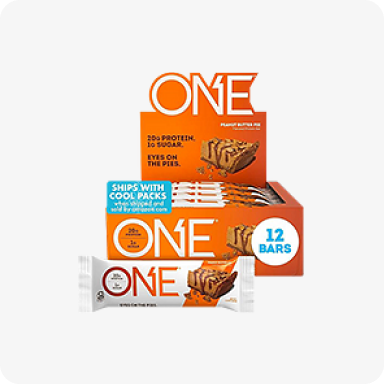 ONE
PEANUT BUTTER PIE
20G PROTEIN.
1G SUGAR.
EYES ON
THE PIES.
SHIPS WITH
COOL PACKS
when shipped and
sold by amazon.com
ONE
12
BARS
ONE
EYES ON THE PIES.